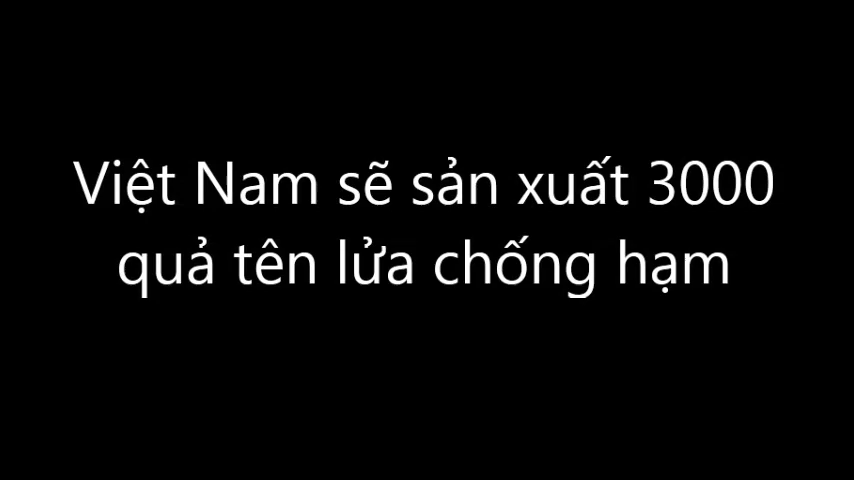 Việt Nam sẽ sản xuất 3000
quả tên lửa chống hạm